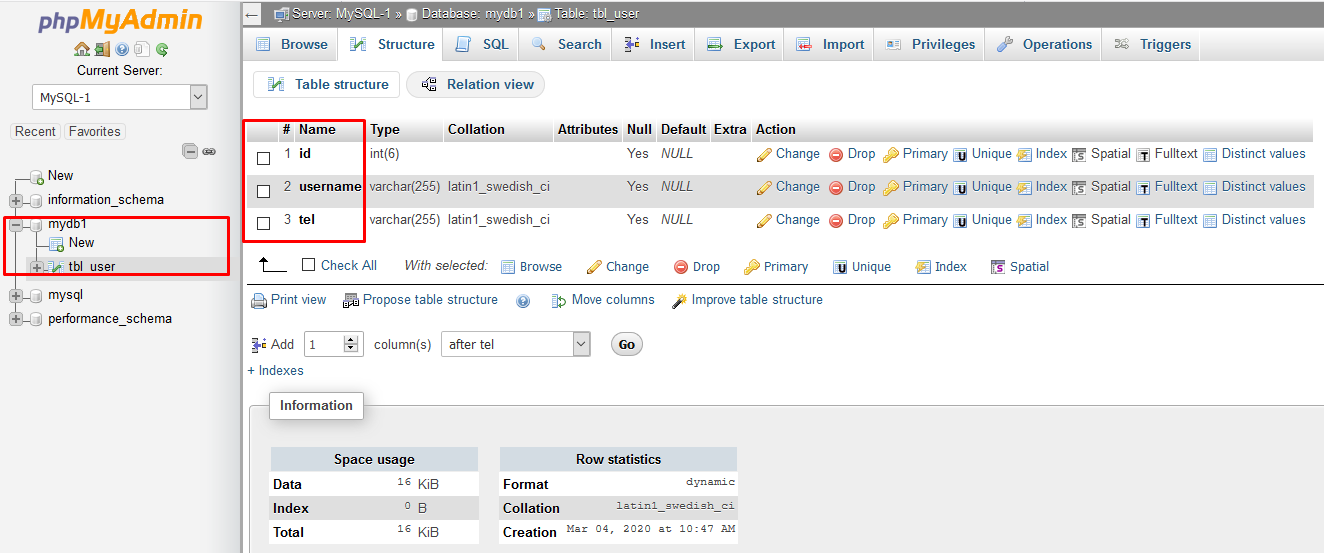 phpMyAdmin
Current Server:
MySQL-1
Recent Favorites
New
information_schema
mydb1
New
tbl_user
mysql
performance_schema
Server: MySQL-1 » Database: mydb1 » Table: tbl_user
Browse Structure SQL Search Insert Export Import Privileges Operations Triggers
Table structure Relation view
# Name Type Collation Attributes Null Default Extra Action
1 id int(6) Yes NULL Change Drop Primary Unique Index Spatial Fulltext Distinct values
2 username varchar(255) latin1_swedish_ci Yes NULL Change Drop Primary Unique Index Spatial Fulltext Distinct values
3 tel varchar(255) latin1_swedish_ci Yes NULL Change Drop Primary Unique Index Spatial Fulltext Distinct values
Check All With selected: Browse Change Drop Primary Unique Index Spatial
Print view Propose table structure Move columns Improve table structure
Add 1 column(s) after tel Go
+ Indexes
Information
Space usage
Data 16 KiB
Index 0 B
Total 16 KiB
Row statistics
Format dynamic
Collation latin1_swedish_ci
Creation Mar 04, 2020 at 10:47 AM